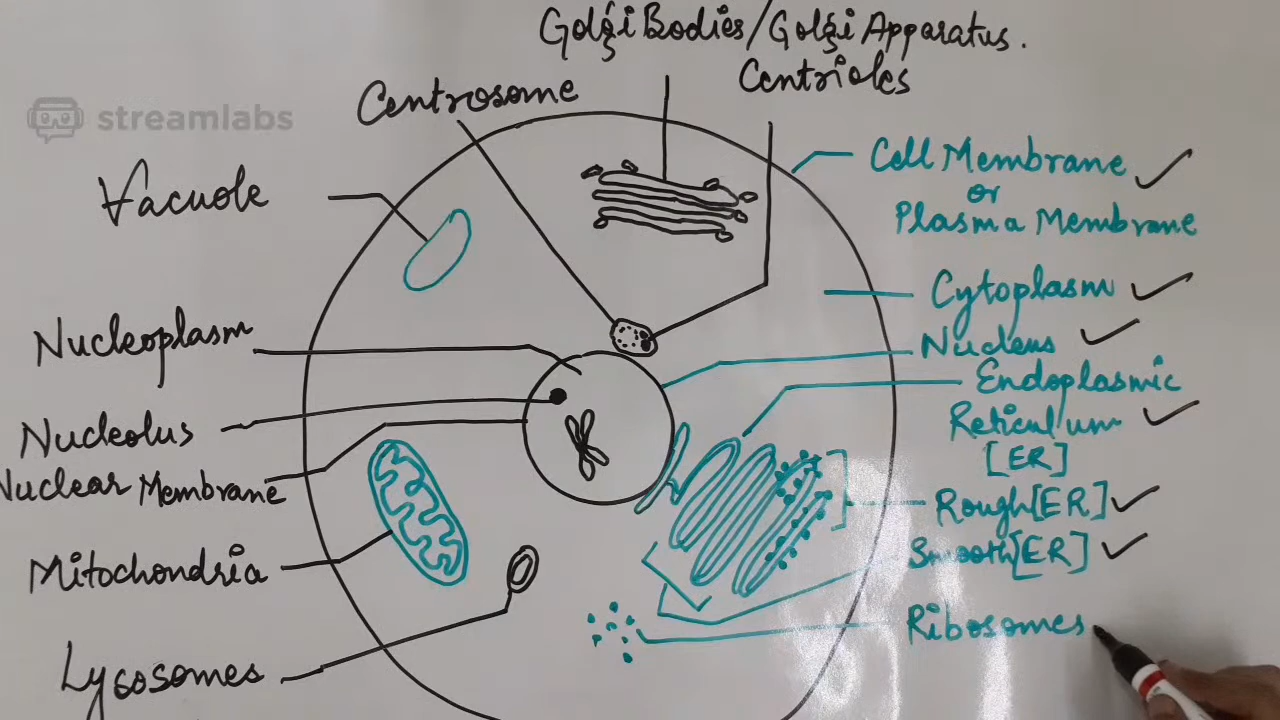 Golgi Bodies/Golgi Apparatus.
Centrioles
Centrosome
streamlabs
Vacuole
Nucleoplasm
Nucleolus
Nuclear Membrane
Mitochondria
Lysosomes
Cell Membrane
or
Plasma Membrane
Cytoplasm
Nucleus
Endoplasmic
Reticulum
[ER]
Rough[ER]
Smooth[ER]
Ribosomes